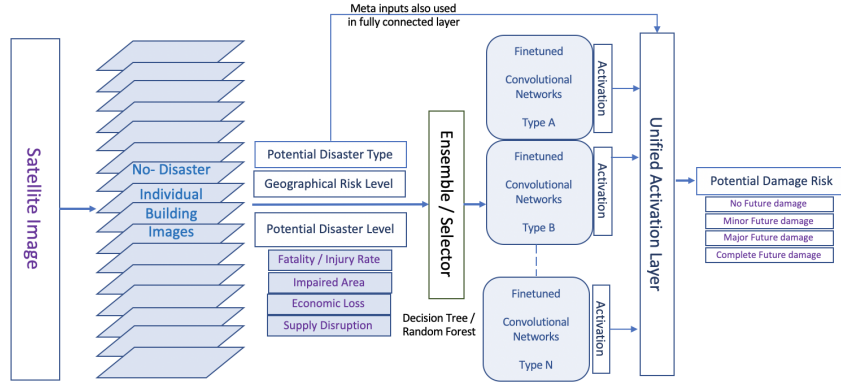 Meta inputs also used
in fully connected layer
Satellite Image
No- Disaster
Individual
Building
Images
Potential Disaster Type
Geographical Risk Level
Potential Disaster Level
Fatality / Injury Rate
Impaired Area
Economic Loss
Supply Disruption
Ensemble / Selector
Decision Tree /
Random Forest
Finetuned
Convolutional
Networks
Type A
Activation
Finetuned
Convolutional
Networks
Type B
Activation
Finetuned
Convolutional
Networks
Type N
Activation
Unified Activation Layer
Potential Damage Risk
No Future damage
Minor Future damage
Major Future damage
Complete Future damage